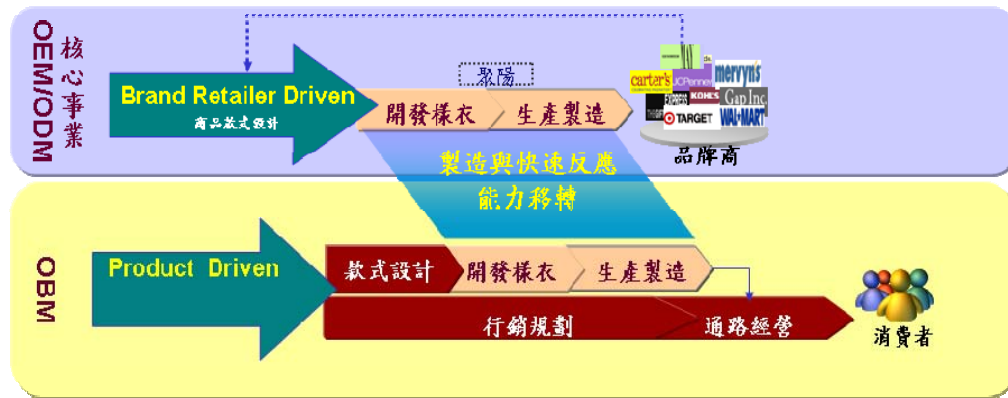 核心事業
OEM/ODM
Brand Retailer Driven
商品款式設計
聚陽
開發樣衣
生產製造
carter's
JCPenney
mervyn's
EXPRESS
KOHL'S
Gap Inc.
TARGET
WAL★MART
品牌商
製造與快速反應
能力移轉
OBM
Product Driven
款式設計
開發樣衣
生產製造
行銷規劃
通路經營
消費者